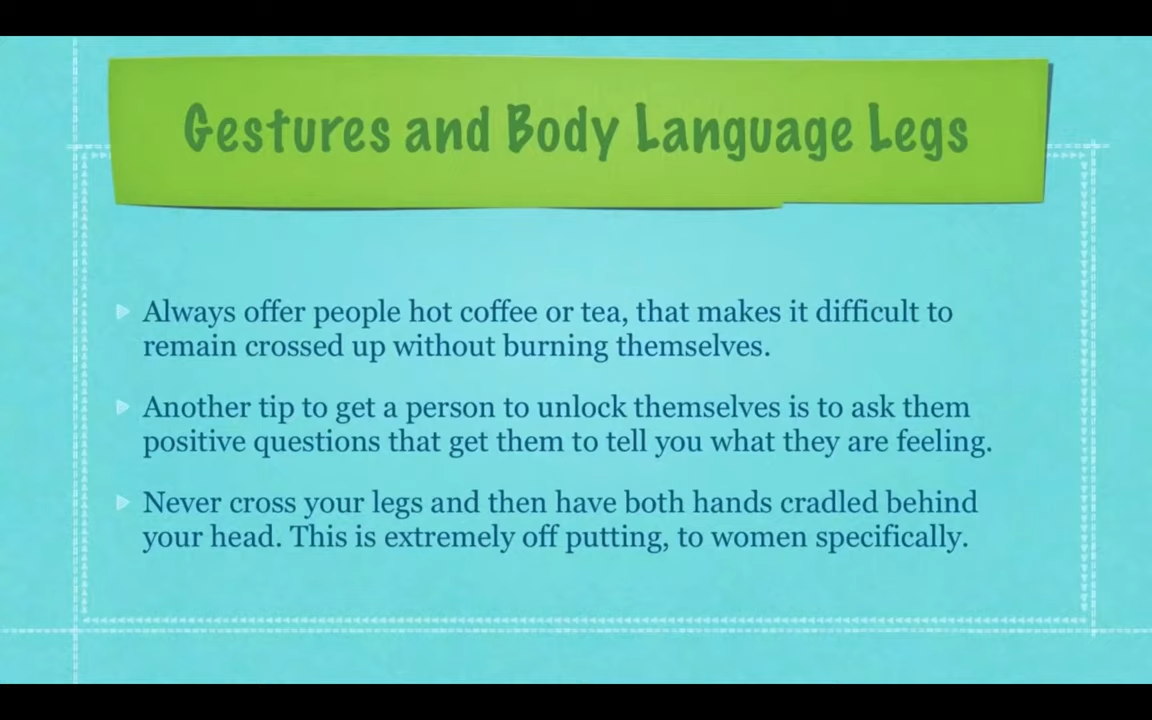 Gestures and Body Language Legs
Always offer people hot coffee or tea, that makes it difficult to
remain crossed up without burning themselves.
Another tip to get a person to unlock themselves is to ask them
positive questions that get them to tell you what they are feeling.
Never cross your legs and then have both hands cradled behind
your head. This is extremely off putting, to women specifically.